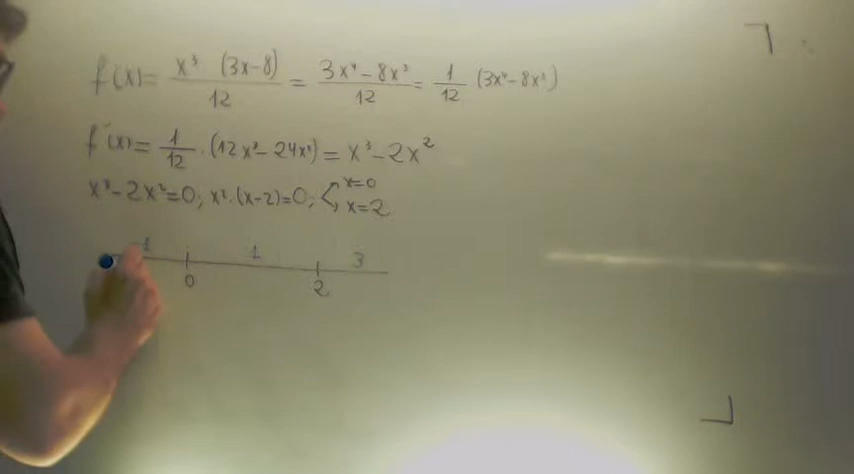 f(x) = x³ (3x-8) / 12 = 3x⁴ - 8x³ / 12 = 1/12 (3x⁴ - 8x³)
f'(x) = 1/12 · (12x³ - 24x²) = x³ - 2x²
x³ - 2x² = 0; x² · (x-2) = 0; x=0
x=2
1 1 3
0 2